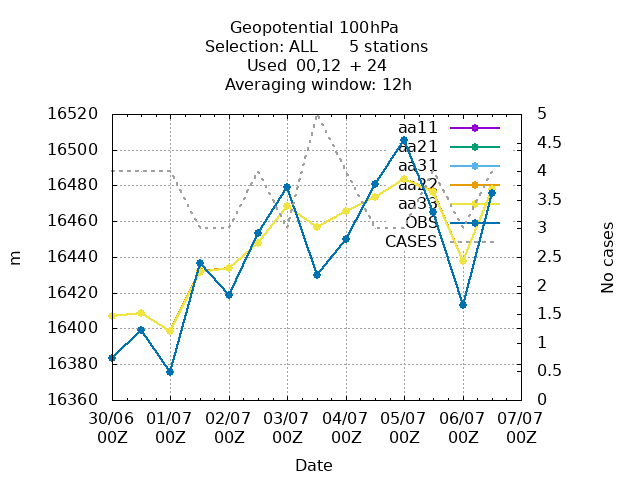 Geopotential 100hPa
Selection: ALL 5 stations
Used 00,12 + 24
Averaging window: 12h
16520
16500
16480
16460
16440
16420
16400
16380
16360
m
5
4.5
4
3.5
3
2.5
2
1.5
1
0.5
0
No cases
aa11
aa21
aa31
aa22
aa33
OBS
CASES
30/06 01/07 02/07 03/07 04/07 05/07 06/07 07/07
00Z 00Z 00Z 00Z 00Z 00Z 00Z 00Z
Date